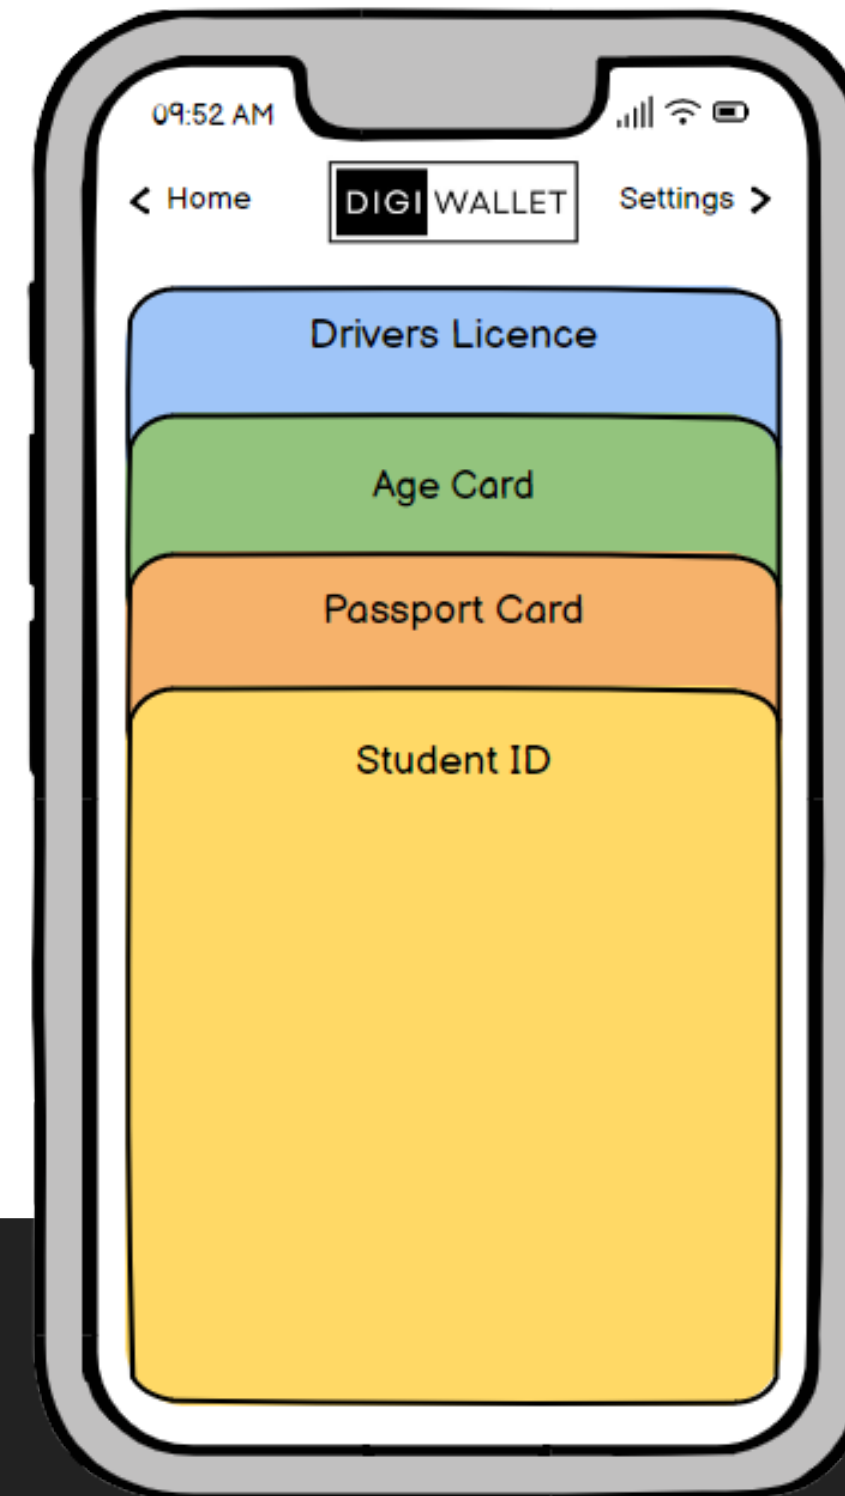 09:52 AM
< Home DIGI WALLET Settings >
Drivers Licence
Age Card
Passport Card
Student ID